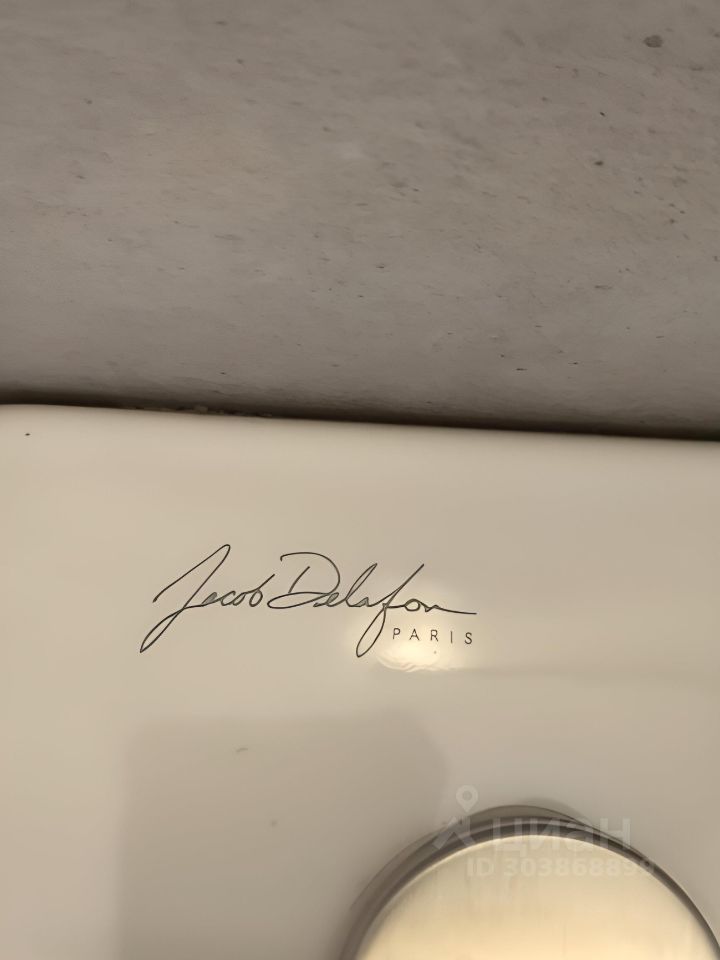 Jacob Delafon
PARIS
циан
ID 303868899